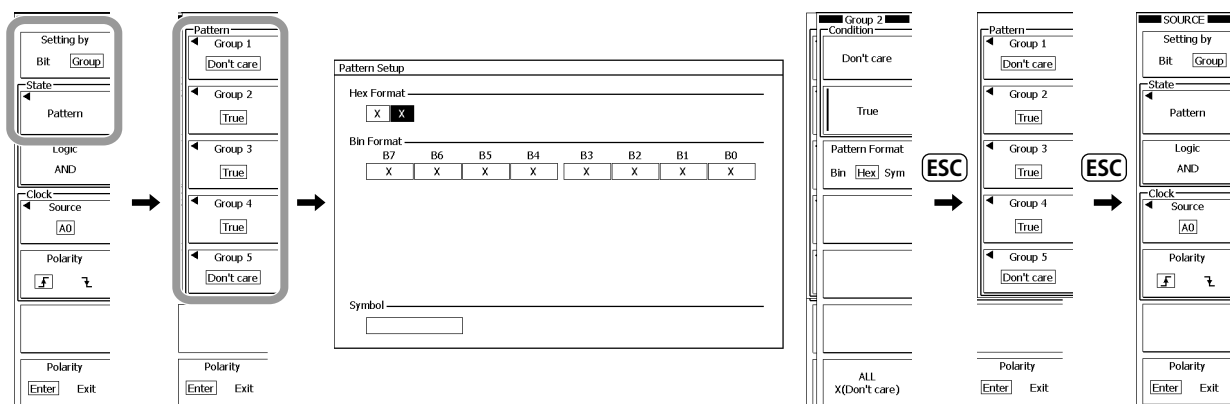 Setting by
Bit Group
State
Pattern
Logic
AND
Clock
Source
A0
Polarity
Polarity
Enter Exit
Pattern
Group 1
Don't care
Group 2
True
Group 3
True
Group 4
True
Group 5
Don't care
Polarity
Enter Exit
Pattern Setup
Hex Format
X X
Bin Format
B7 B6 B5 B4 B3 B2 B1 B0
X X X X X X X X
Symbol
Group 2
Condition
Don't care
True
Pattern Format
Bin Hex Sym
ALL
X(Don't care)
ESC
Pattern
Group 1
Don't care
Group 2
True
Group 3
True
Group 4
True
Group 5
Don't care
Polarity
Enter Exit
ESC
SOURCE
Setting by
Bit Group
State
Pattern
Logic
AND
Clock
Source
A0
Polarity
Polarity
Enter Exit